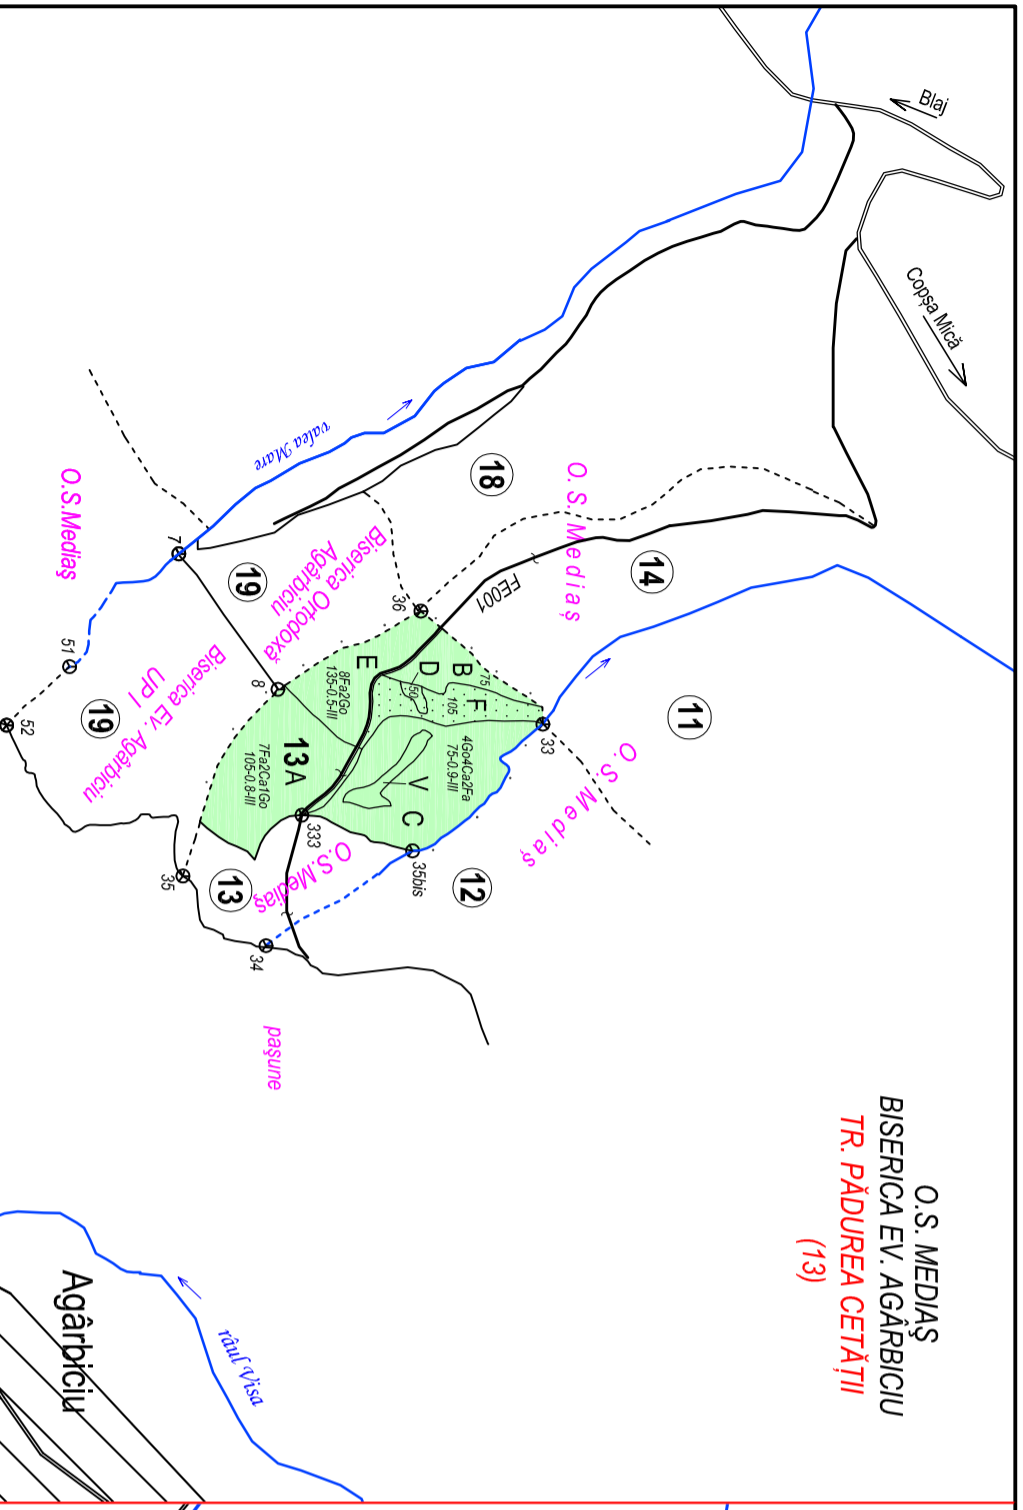 O.S. MEDIAŞ
BISERICA EV. AGÂRBICIU
TR. PĂDUREA CETĂŢII
(13)
Blaj
Copşa Mică
valea Mare
O.S.Mediaş
18
O. S. Mediaş
14
FE001
11
O. S. Mediaş
12
19
Biserica Ortodoxă
Agârbiciu
7
36
8
51
52
19
Biserica Ev. Agârbiciu
UP I
33
75
B
F
105
D
50
E
8Fa2Go
135-0.5-III
4Go4Ca2Fa
75-0.9-III
V
C
13A
7Fa2Ca1Go
105-0.8-III
333
35bis
O.S.Mediaş
13
35
34
paşune
râul Visa
Agârbiciu